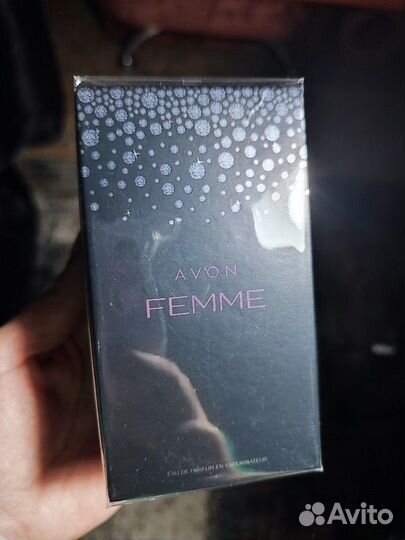 AVON
FEMME
EAU DE PARFUM EN VAPORISATEUR
Avito